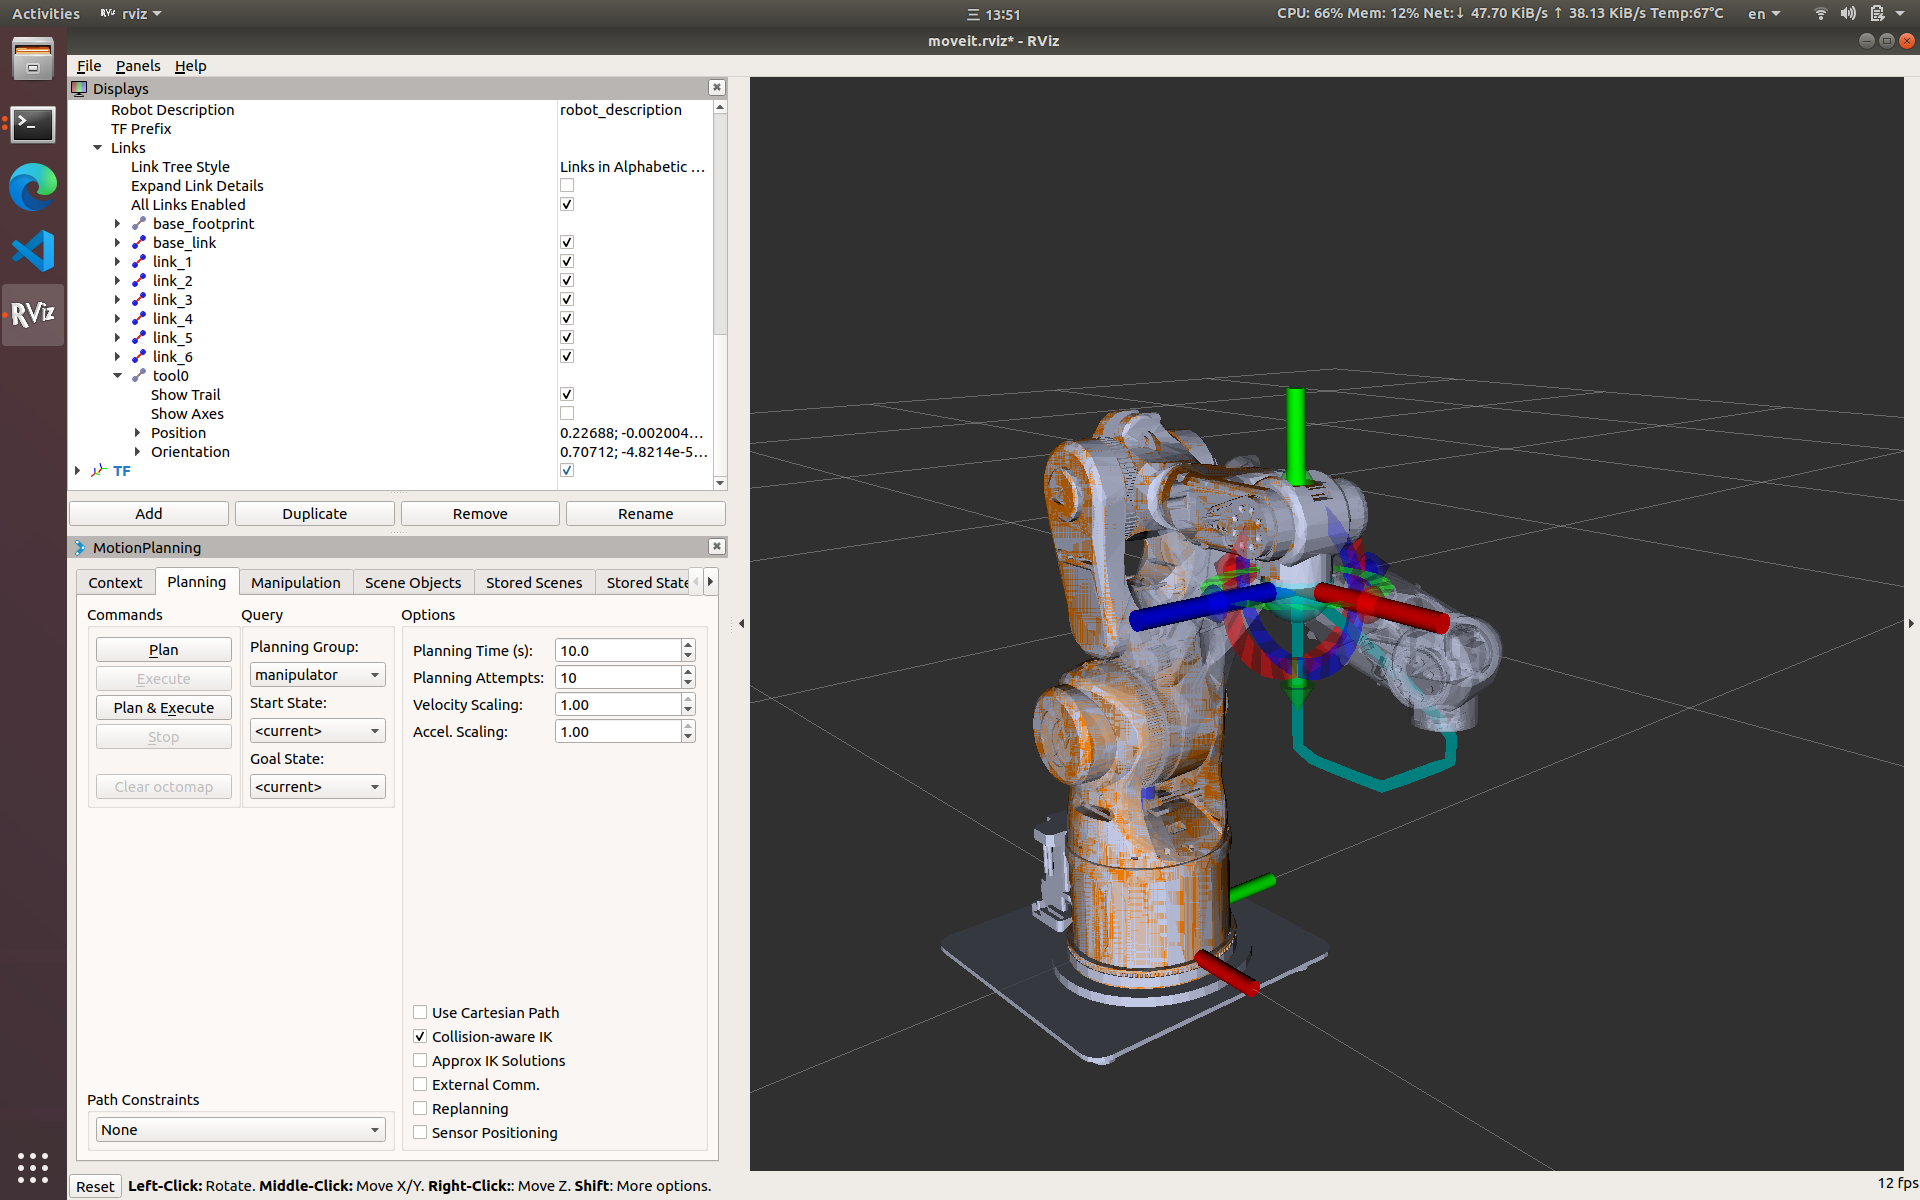 Activities
RViz rviz
三 13:51
CPU: 66% Mem: 12% Net:↓ 47.70 KiB/s ↑ 38.13 KiB/s Temp:67°C
en
moveit.rviz* - RViz
File Panels Help
Displays
Robot Description robot_description
TF Prefix
Links
Link Tree Style Links in Alphabetic ...
Expand Link Details
All Links Enabled
base_footprint
base_link
link_1
link_2
link_3
link_4
link_5
link_6
tool0
Show Trail
Show Axes
Position 0.22688; -0.002004...
Orientation 0.70712; -4.8214e-5...
TF
Add Duplicate Remove Rename
MotionPlanning
Context Planning Manipulation Scene Objects Stored Scenes Stored State
Commands Query Options
Plan
Execute
Plan & Execute
Stop
Clear octomap
Planning Group:
manipulator
Start State:
<current>
Goal State:
<current>
Planning Time (s): 10.0
Planning Attempts: 10
Velocity Scaling: 1.00
Accel. Scaling: 1.00
Use Cartesian Path
Collision-aware IK
Approx IK Solutions
External Comm.
Replanning
Sensor Positioning
Path Constraints
None
RViz
Reset Left-Click: Rotate. Middle-Click: Move X/Y. Right-Click:: Move Z. Shift: More options.
12 fps